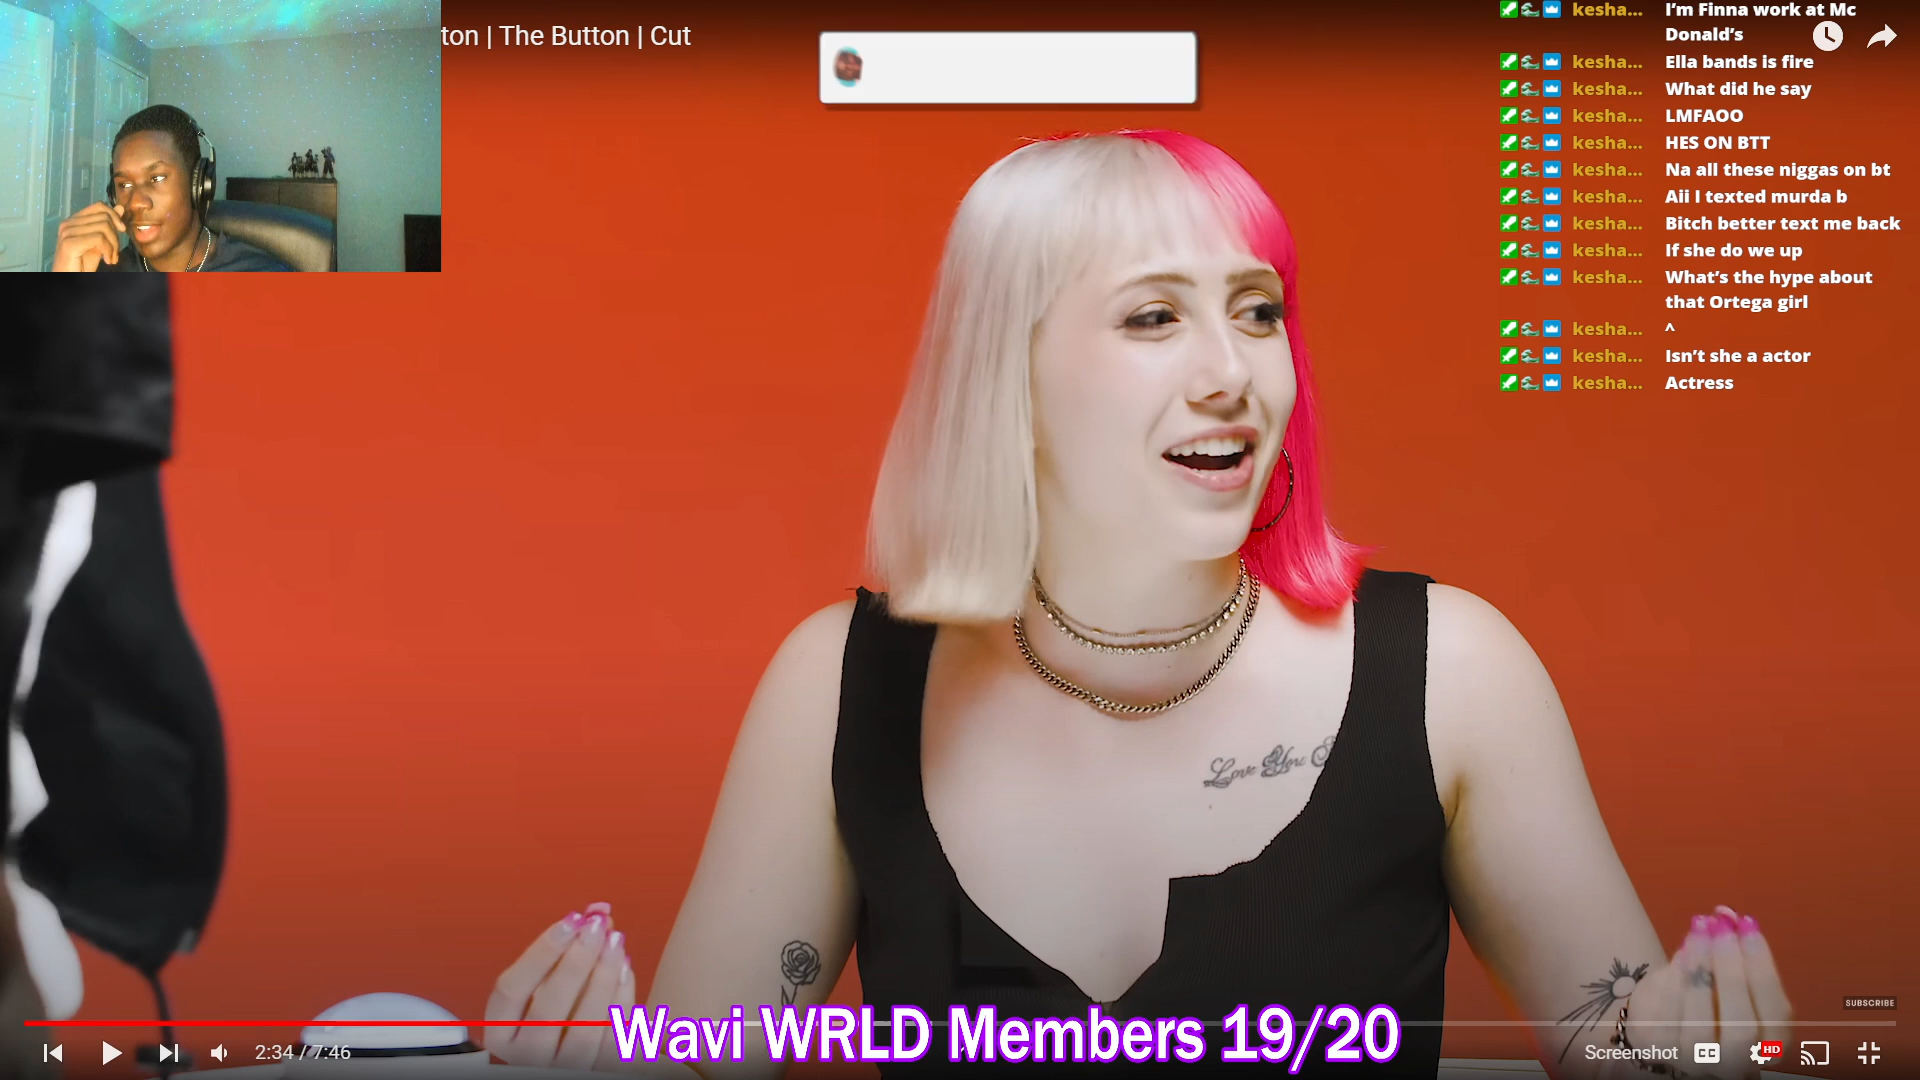 ton | The Button | Cut
kesha... I'm Finna work at Mc
Donald's
kesha... Ella bands is fire
kesha... What did he say
kesha... LMFAOO
kesha... HES ON BTT
kesha... Na all these niggas on bt
kesha... Aii I texted murda b
kesha... Bitch better text me back
kesha... If she do we up
kesha... What's the hype about
that Ortega girl
kesha... ^
kesha... Isn't she a actor
kesha... Actress
Love You
SUBSCRIBE
Wavi WRLD Members 19/20
2:34 / 7:46
Screenshot
CC
HD